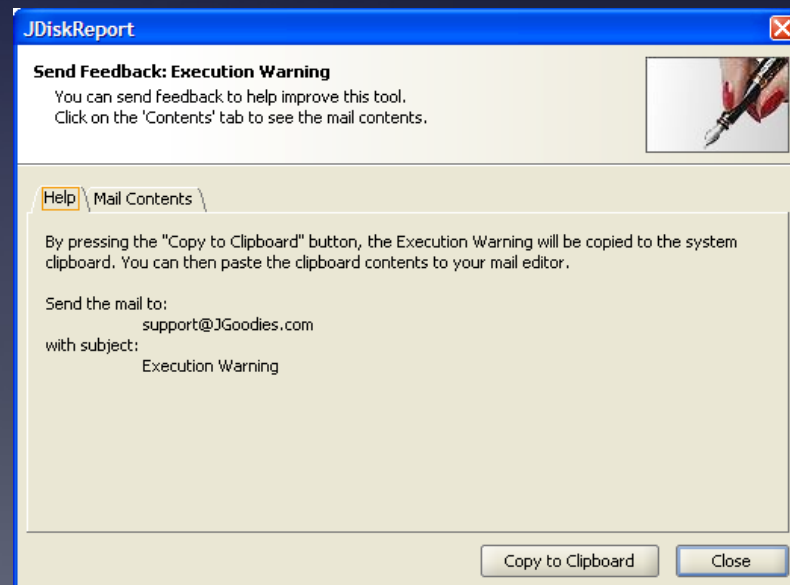 JDiskReport
Send Feedback: Execution Warning
You can send feedback to help improve this tool.
Click on the 'Contents' tab to see the mail contents.
Help
Mail Contents
By pressing the "Copy to Clipboard" button, the Execution Warning will be copied to the system
clipboard. You can then paste the clipboard contents to your mail editor.
Send the mail to:
support@JGoodies.com
with subject:
Execution Warning
Copy to Clipboard
Close